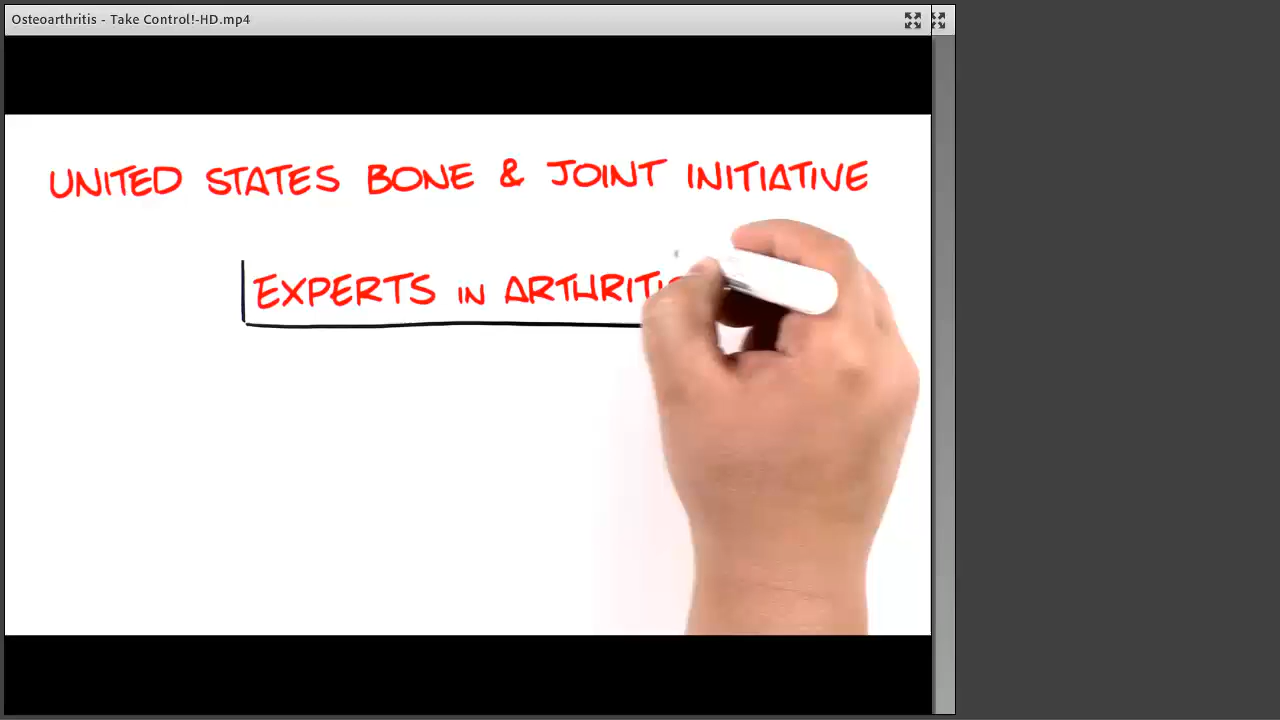 Osteoarthritis - Take Control!-HD.mp4
UNITED STATES BONE & JOINT INITIATIVE
EXPERTS IN